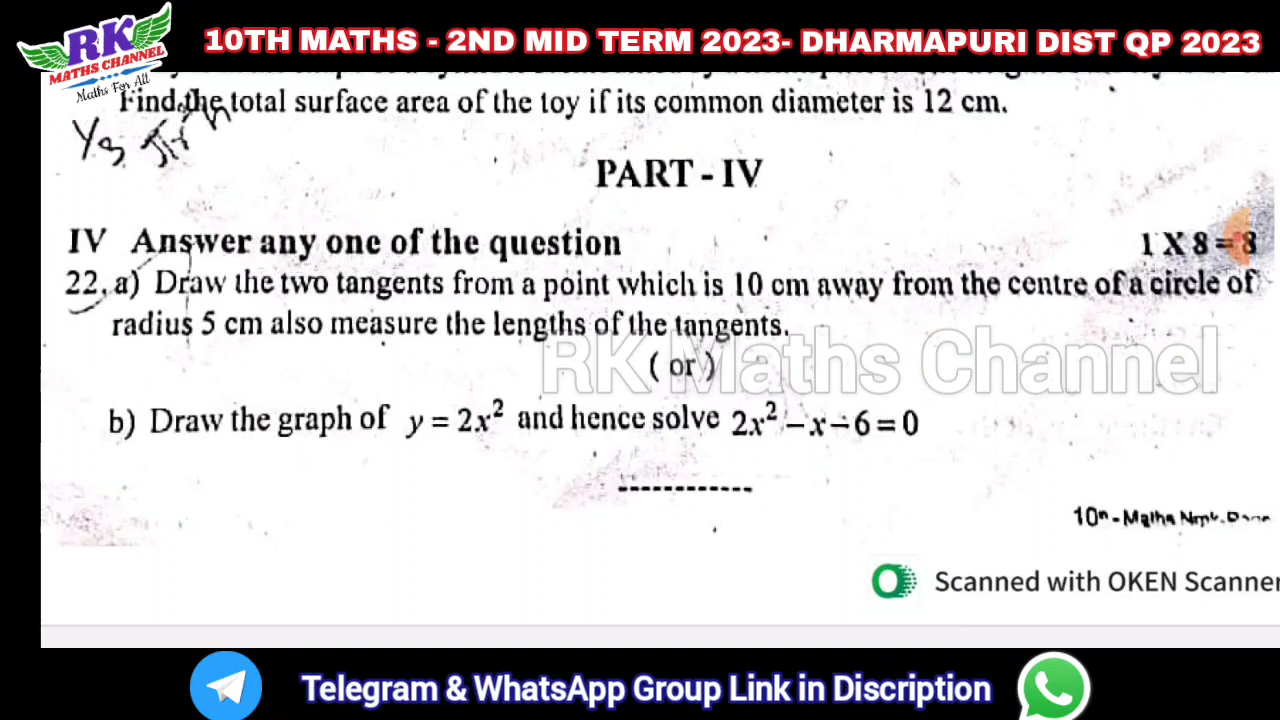 RK
MATHS CHANNEL
Maths For All
10TH MATHS - 2ND MID TERM 2023- DHARMAPURI DIST QP 2023
Find the total surface area of the toy if its common diameter is 12 cm.
PART - IV
IV Answer any one of the question 1 X 8 = 8
22. a) Draw the two tangents from a point which is 10 cm away from the centre of a circle of
radius 5 cm also measure the lengths of the tangents.
RK Maths Channel
( or )
b) Draw the graph of y = 2x² and hence solve 2x² – x – 6 = 0
------------
Scanned with OKEN Scanner
Telegram & WhatsApp Group Link in Discription